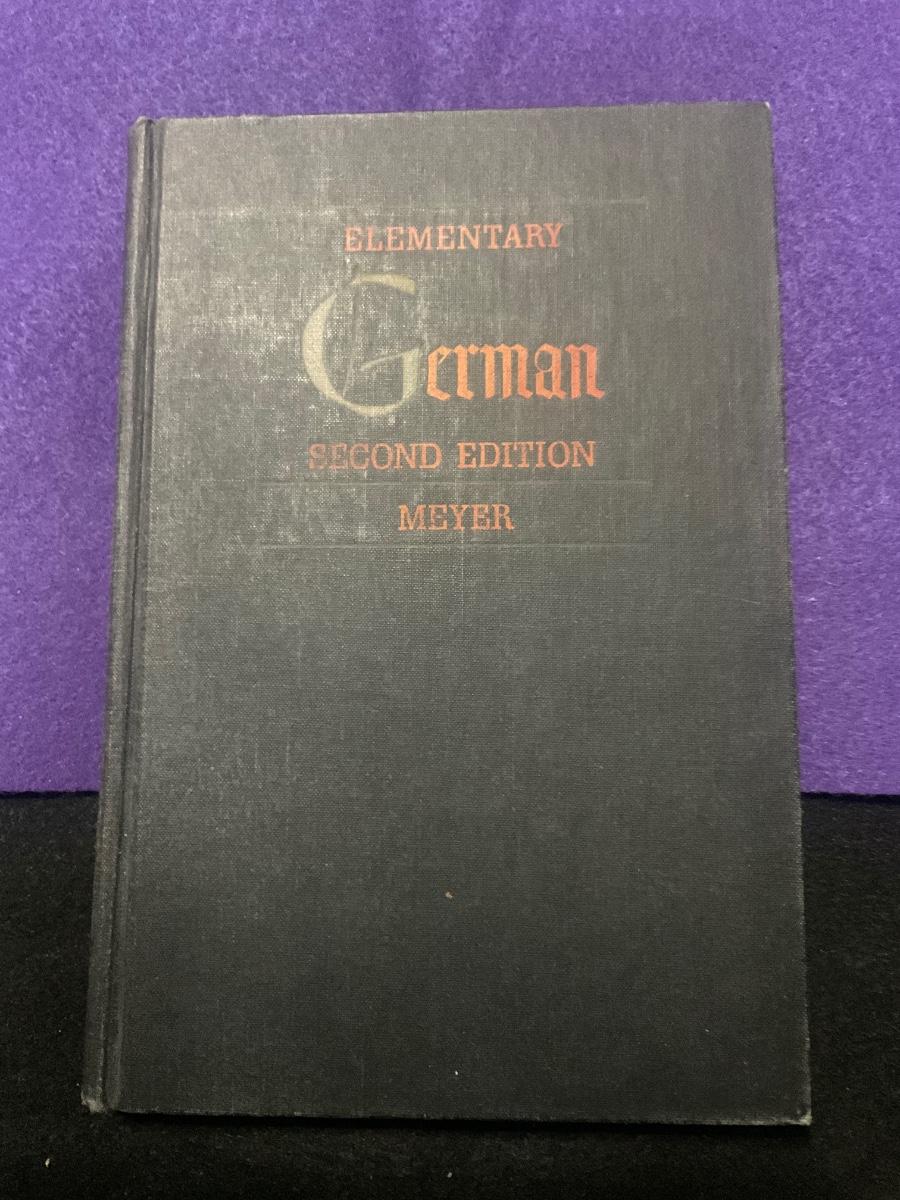 ELEMENTARY
German
SECOND EDITION
MEYER